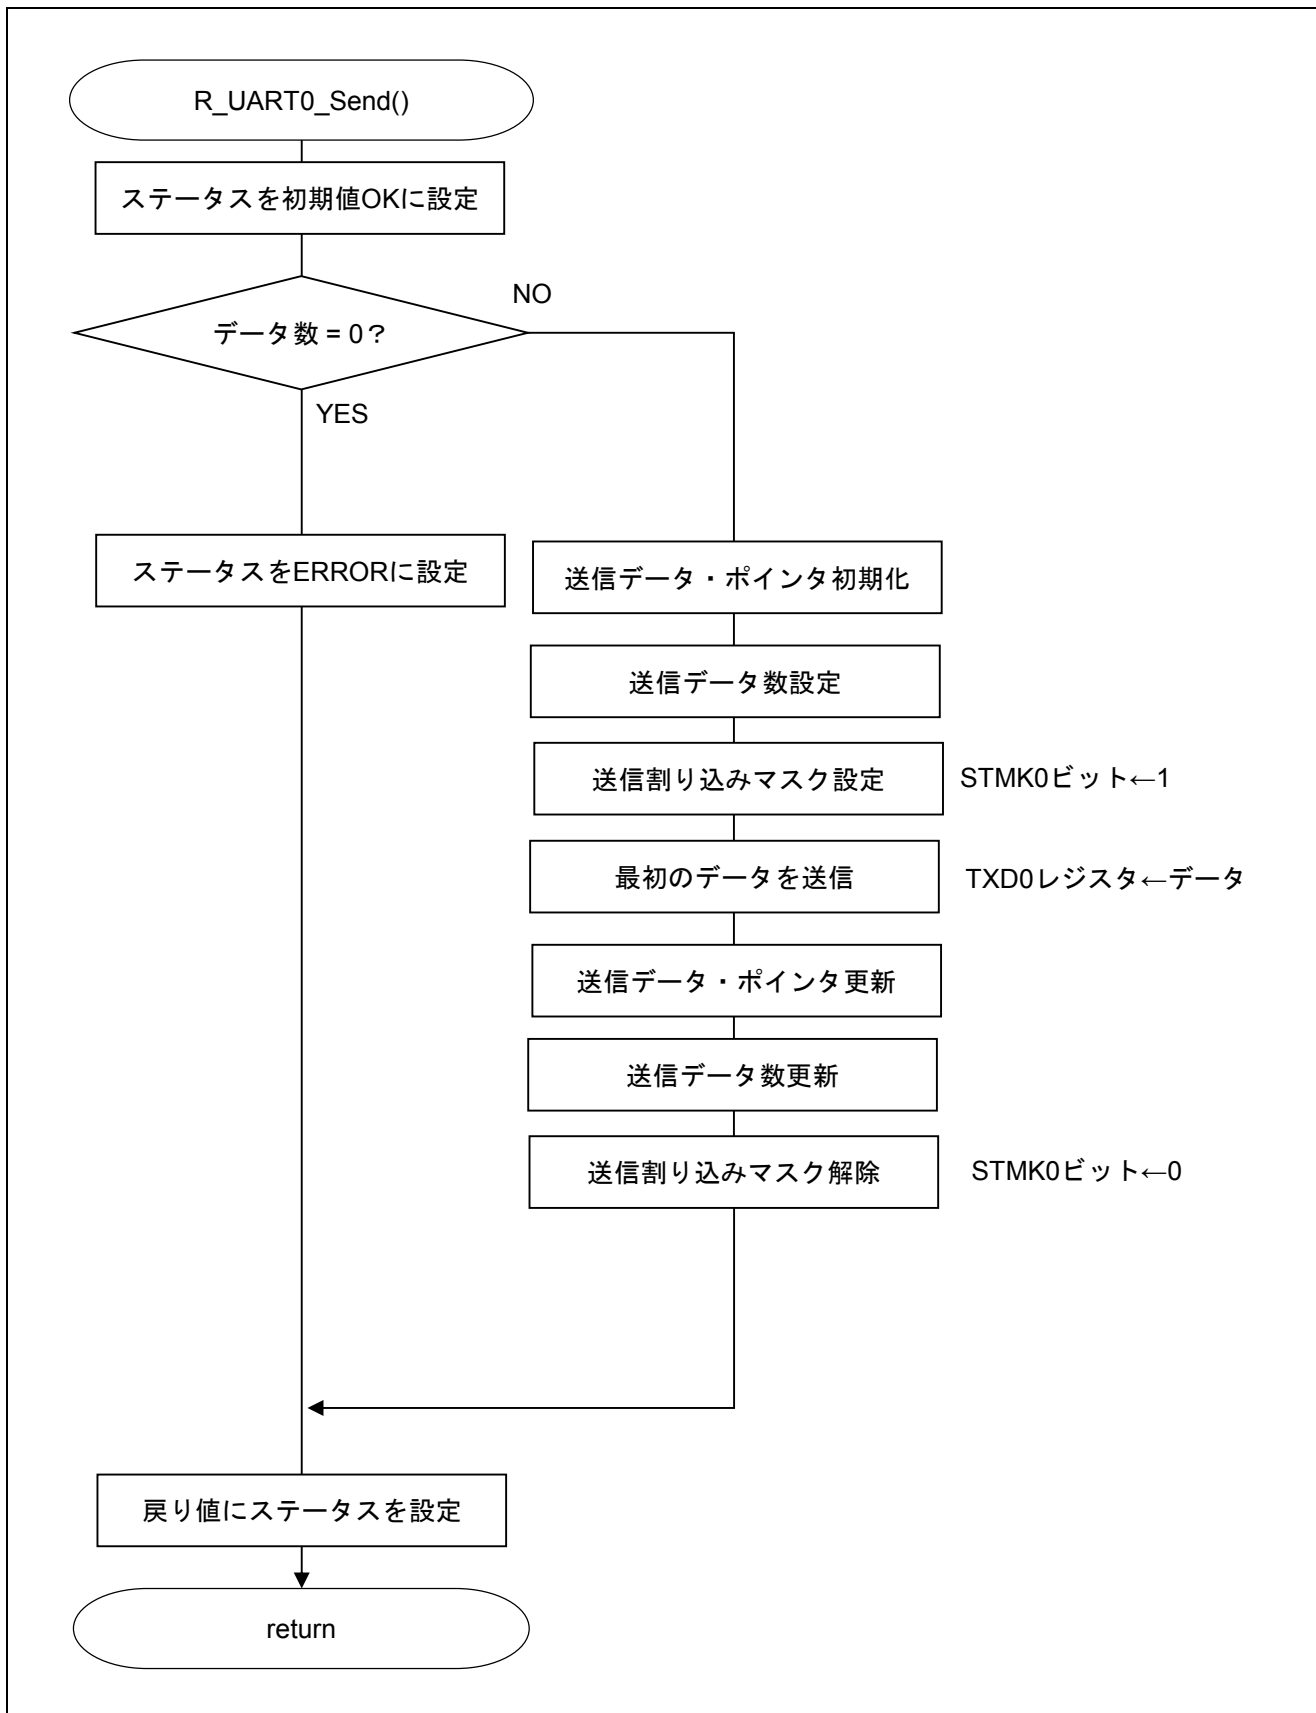 R_UART0_Send()
ステータスを初期値OKに設定
データ数 = 0？
NO
YES
ステータスをERRORに設定
送信データ・ポインタ初期化
送信データ数設定
送信割り込みマスク設定
STMK0ビット←1
最初のデータを送信
TXD0レジスタ←データ
送信データ・ポインタ更新
送信データ数更新
送信割り込みマスク解除
STMK0ビット←0
戻り値にステータスを設定
return